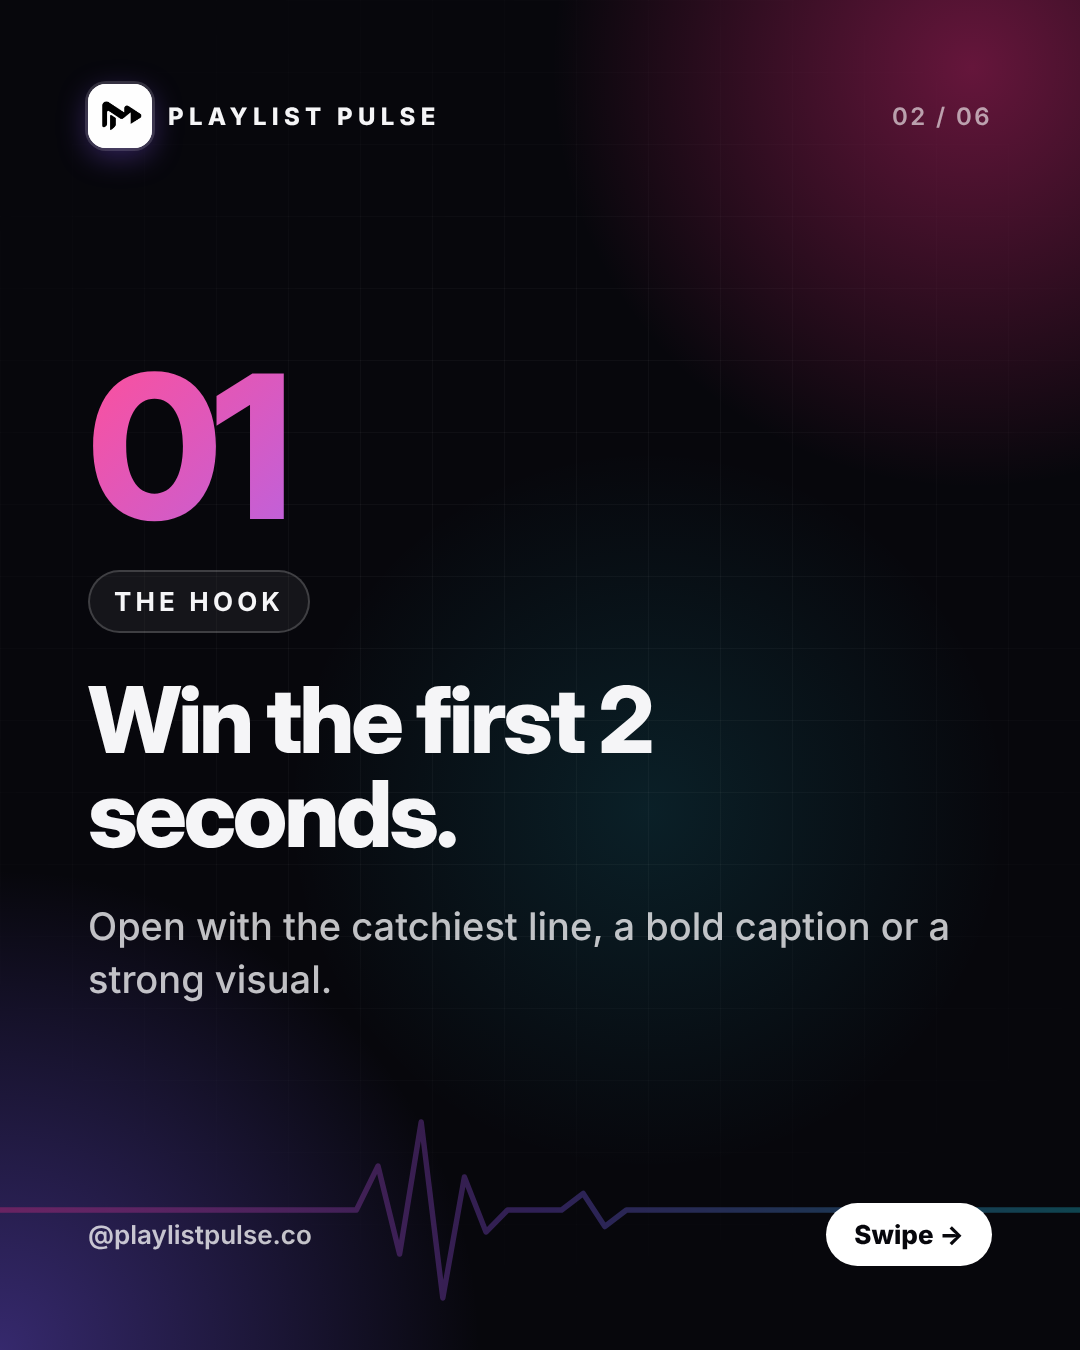 PLAYLIST PULSE
02 / 06
01
THE HOOK
Win the first 2
seconds.
Open with the catchiest line, a bold caption or a
strong visual.
@playlistpulse.co
Swipe →